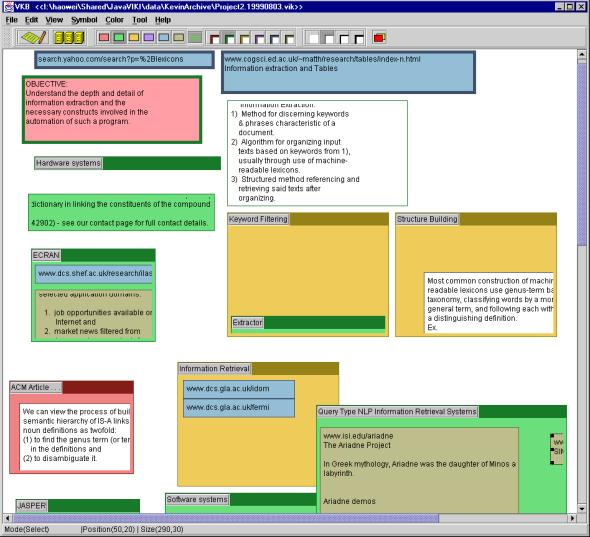 VKB <<I:\haowei\Shared\JavaVIKI\data\KevinArchive\Project2.19990803.vik>>
File Edit View Symbol Color Tool Help
search.yahoo.com/search?p=%2Blexicons
www.cogsci.ed.ac.uk/~matth/research/tables/index-n.html
Information extraction and Tables
OBJECTIVE:
Understand the depth and detail of
information extraction and the
necessary constructs involved in the
automation of such a program.
Information Extraction:
1) Method for discerning keywords
& phrases characteristic of a
document.
2) Algorithm for organizing input
texts based on keywords from 1),
usually through use of machine-
readable lexicons.
3) Structured method referencing and
retrieving said texts after
organizing.
Hardware systems
dictionary in linking the constituents of the compound
42902) - see our contact page for full contact details.
Keyword Filtering
Structure Building
ECRAN
www.dcs.shef.ac.uk/research/ilas
selected application domains:
1. job opportunities available or
Internet and
2. market news filtered from
Extractor
Most common construction of machin
readable lexicons use genus-term ba
taxonomy, classifying words by a mor
general term, and following each with
a distinguishing definition.
Ex.
Information Retrieval
www.dcs.gla.ac.uk/idom
www.dcs.gla.ac.uk/fermi
ACM Article . . .
We can view the process of buil
semantic hierarchy of IS-A links
noun definitions as twofold:
(1) to find the genus term (or ter
in the definitions and
(2) to disambiguate it.
Query Type NLP Information Retrieval Systems
www.isi.edu/ariadne
The Ariadne Project
In Greek mythology, Ariadne was the daughter of Minos a
labyrinth.
Ariadne demos
Software systems
JASPER
Mode(Select) |Position(50,20) | Size(290,30)